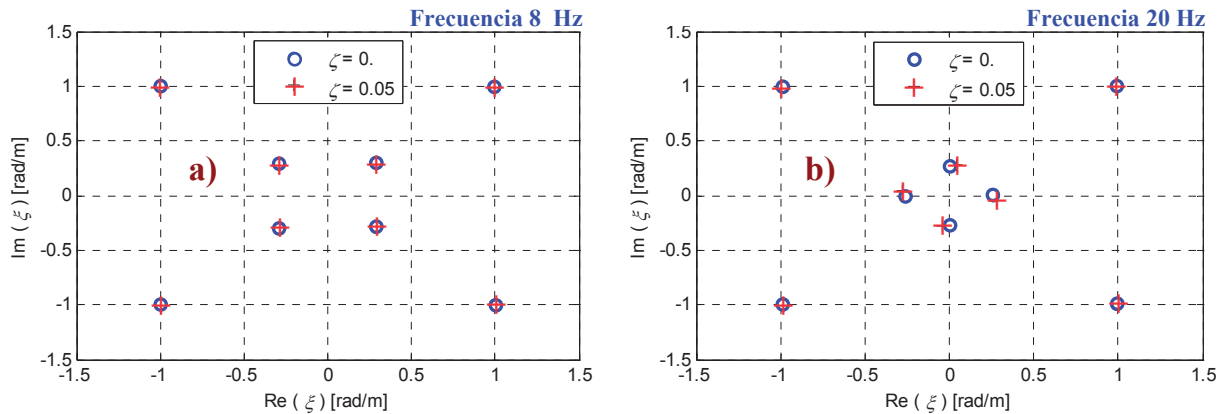 Frecuencia 8 Hz
1.5
1
0.5
0
-0.5
-1
-1.5
Im ( ξ ) [rad/m]
ζ = 0.
ζ = 0.05
a)
-1.5 -1 -0.5 0 0.5 1 1.5
Re ( ξ ) [rad/m]
Frecuencia 20 Hz
1.5
1
0.5
0
-0.5
-1
-1.5
Im ( ξ ) [rad/m]
ζ = 0.
ζ = 0.05
b)
-1.5 -1 -0.5 0 0.5 1 1.5
Re ( ξ ) [rad/m]